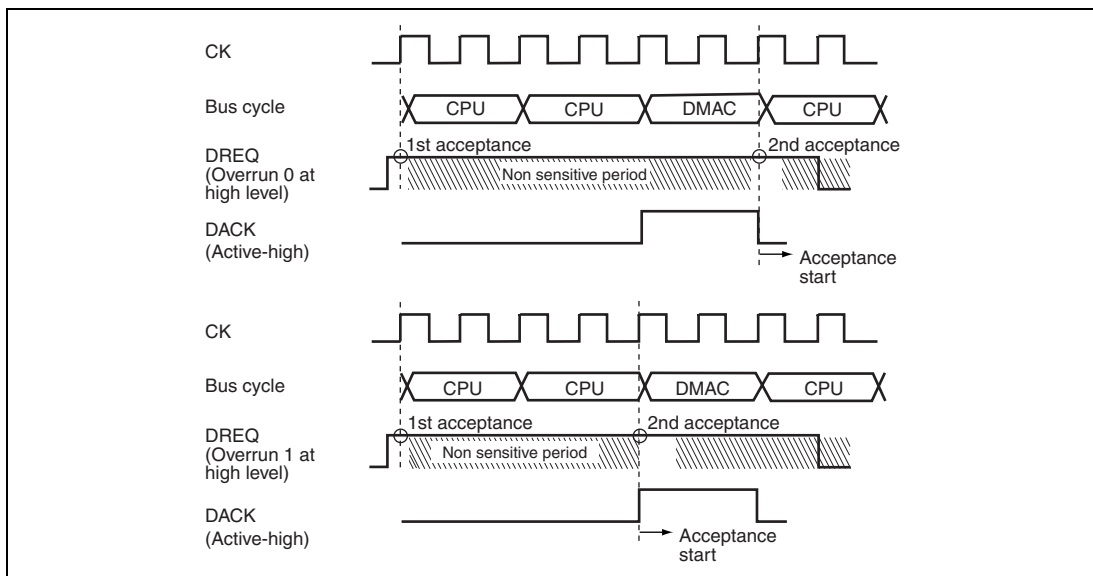 CK
Bus cycle
CPU
CPU
DMAC
CPU
DREQ
(Overrun 0 at
high level)
1st acceptance
2nd acceptance
Non sensitive period
DACK
(Active-high)
Acceptance
start
CK
Bus cycle
CPU
CPU
DMAC
CPU
DREQ
(Overrun 1 at
high level)
1st acceptance
2nd acceptance
Non sensitive period
DACK
(Active-high)
Acceptance
start